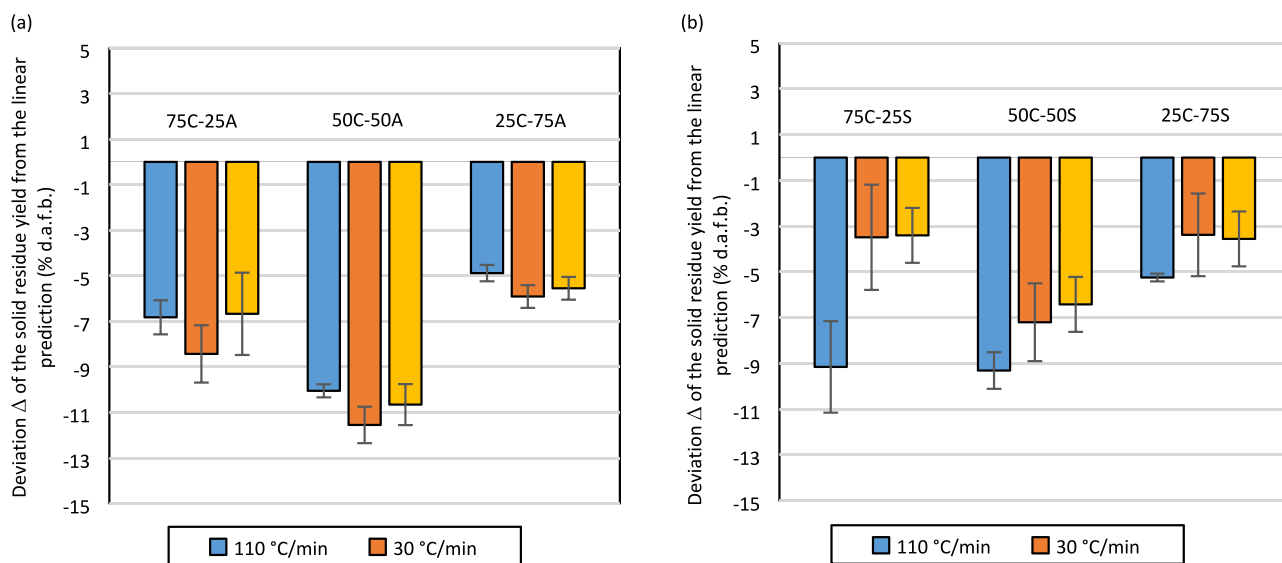 (a)
Deviation Δ of the solid residue yield from the linear
prediction (% d.a.f.b.)
5
3
1
-1
-3
-5
-7
-9
-11
-13
-15
75C-25A
50C-50A
25C-75A
110 °C/min
30 °C/min
(b)
Deviation Δ of the solid residue yield from the linear
prediction (% d.a.f.b.)
5
3
1
-1
-3
-5
-7
-9
-11
-13
-15
75C-25S
50C-50S
25C-75S
110 °C/min
30 °C/min